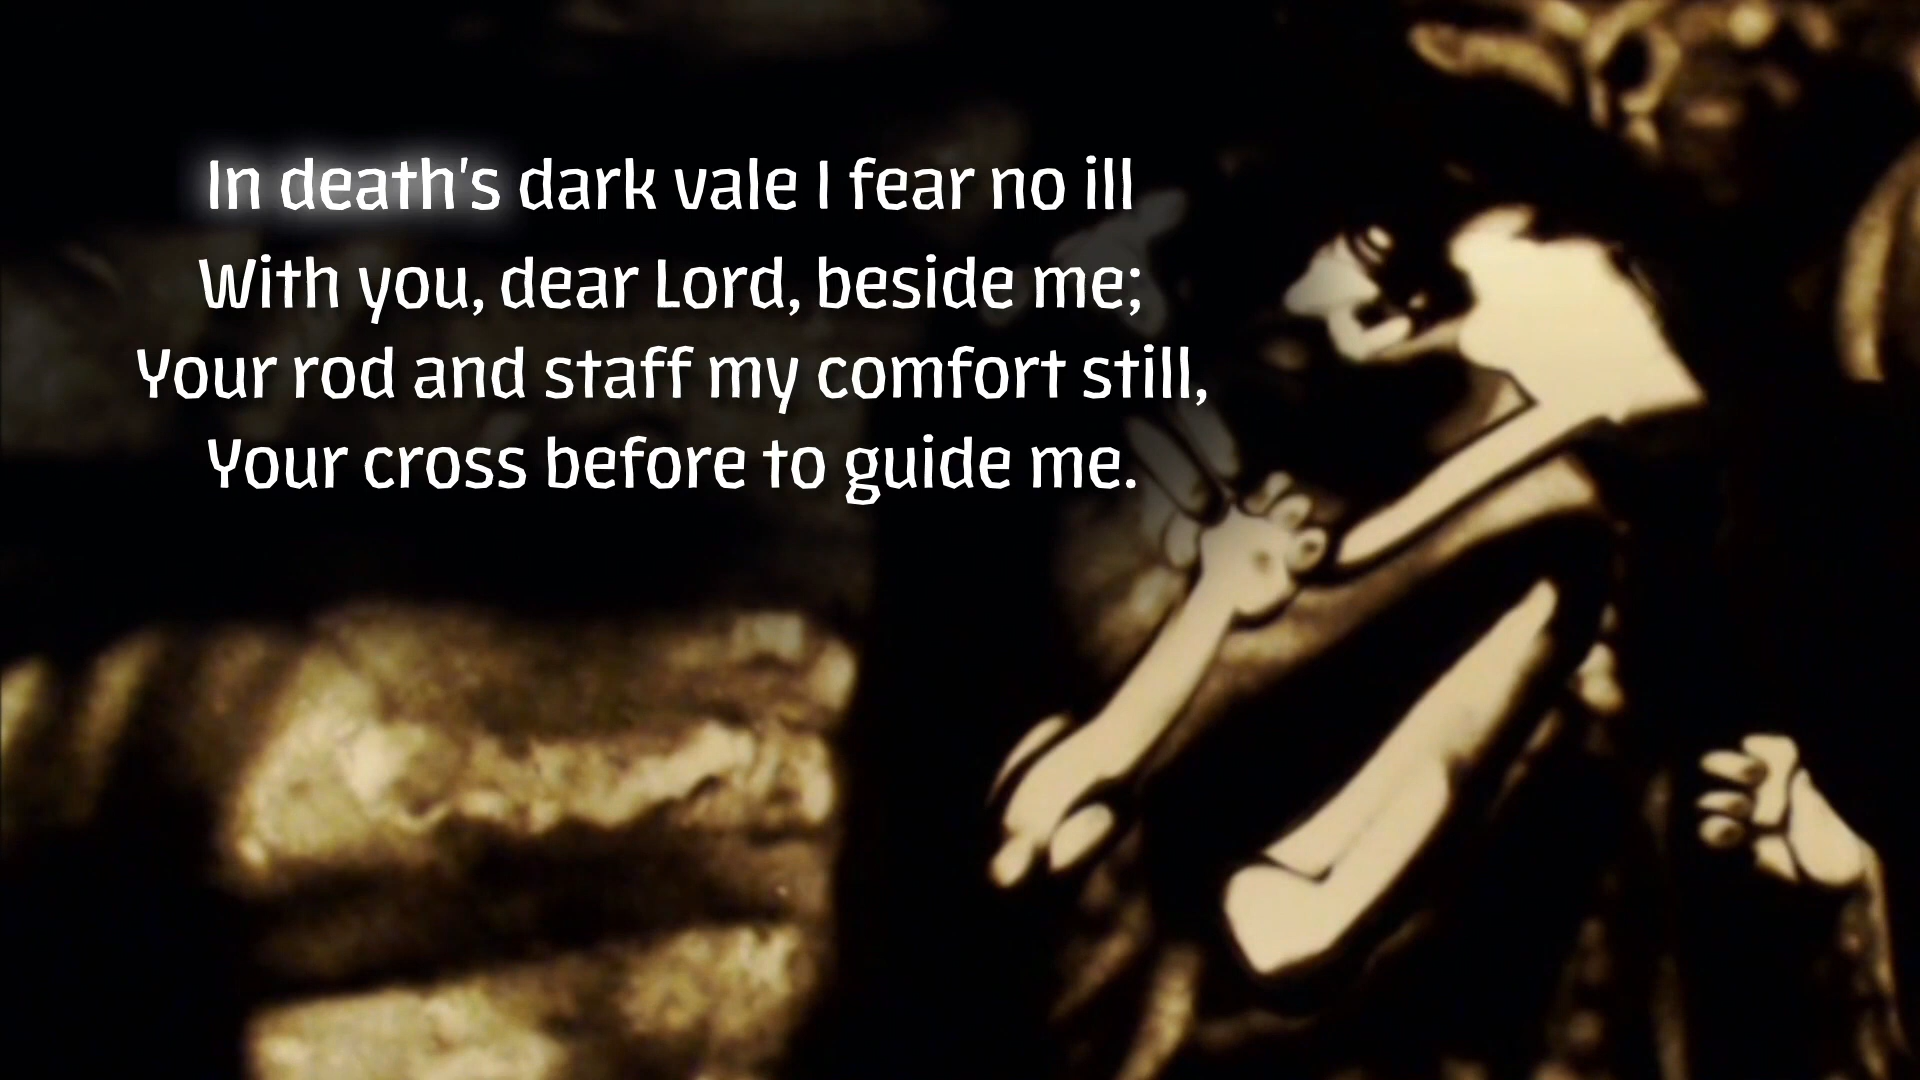 In death's dark vale I fear no ill
With you, dear Lord, beside me;
Your rod and staff my comfort still,
Your cross before to guide me.